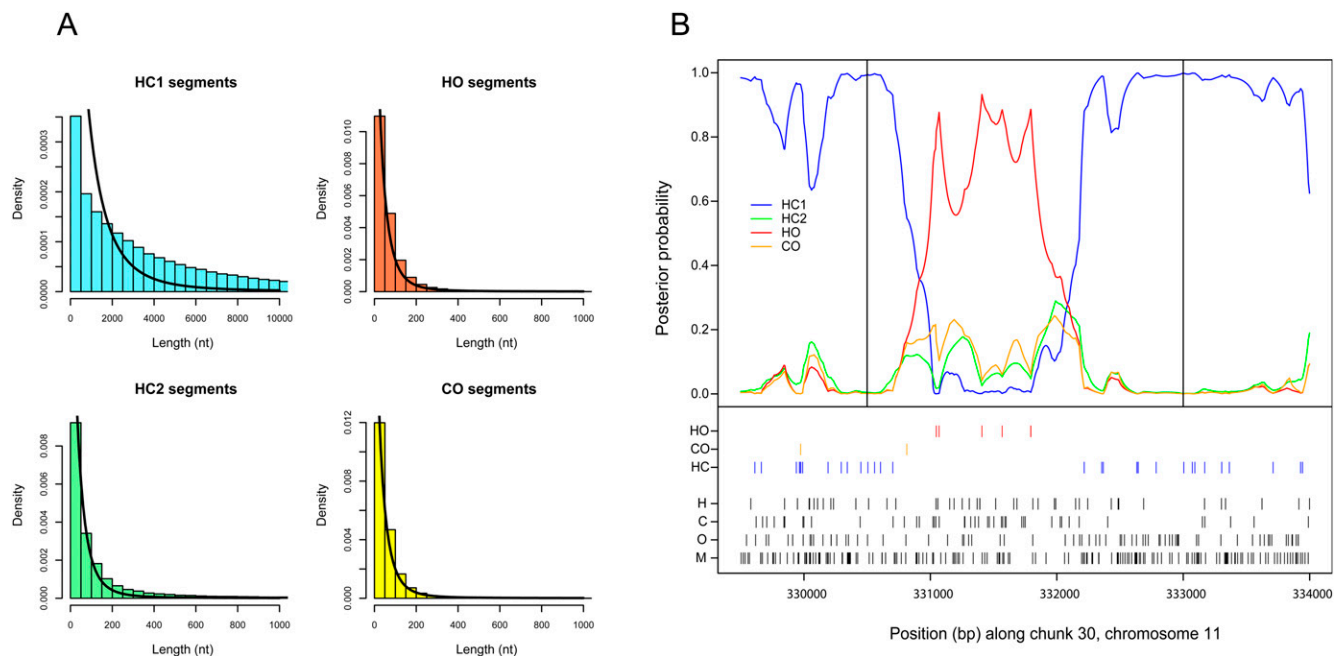 A
HC1 segments
Density
0.0000
0.0001
0.0002
0.0003
0
2000
4000
6000
8000
10000
Length (nt)
HO segments
Density
0.000
0.002
0.004
0.006
0.008
0.010
0
200
400
600
800
1000
Length (nt)
HC2 segments
Density
0.000
0.002
0.004
0.006
0.008
0
200
400
600
800
1000
Length (nt)
CO segments
Density
0.000
0.003
0.006
0.009
0.012
0
200
400
600
800
1000
Length (nt)
B
Posterior probability
1.0
0.8
0.6
0.4
0.2
0.0
HC1
HC2
HO
CO
HO
CO
HC
H
C
O
M
330000
331000
332000
333000
334000
Position (bp) along chunk 30, chromosome 11